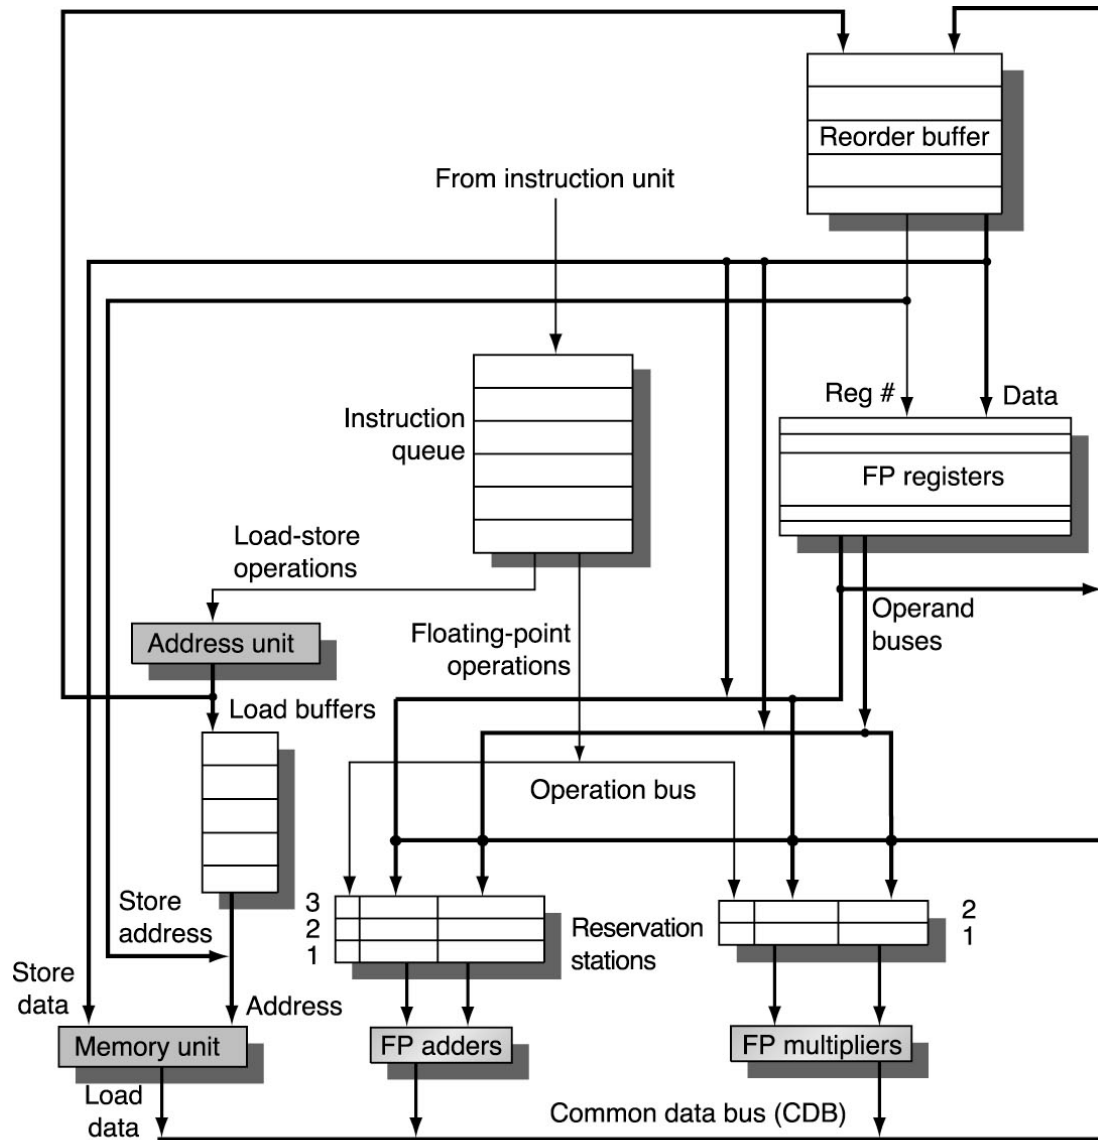 Reorder buffer
From instruction unit
Reg #
Data
Instruction
queue
FP registers
Load-store
operations
Operand
buses
Floating-point
operations
Address unit
Load buffers
Operation bus
Store
address
3
2
1
Reservation
stations
2
1
Store
data
Address
Memory unit
FP adders
FP multipliers
Load
data
Common data bus (CDB)